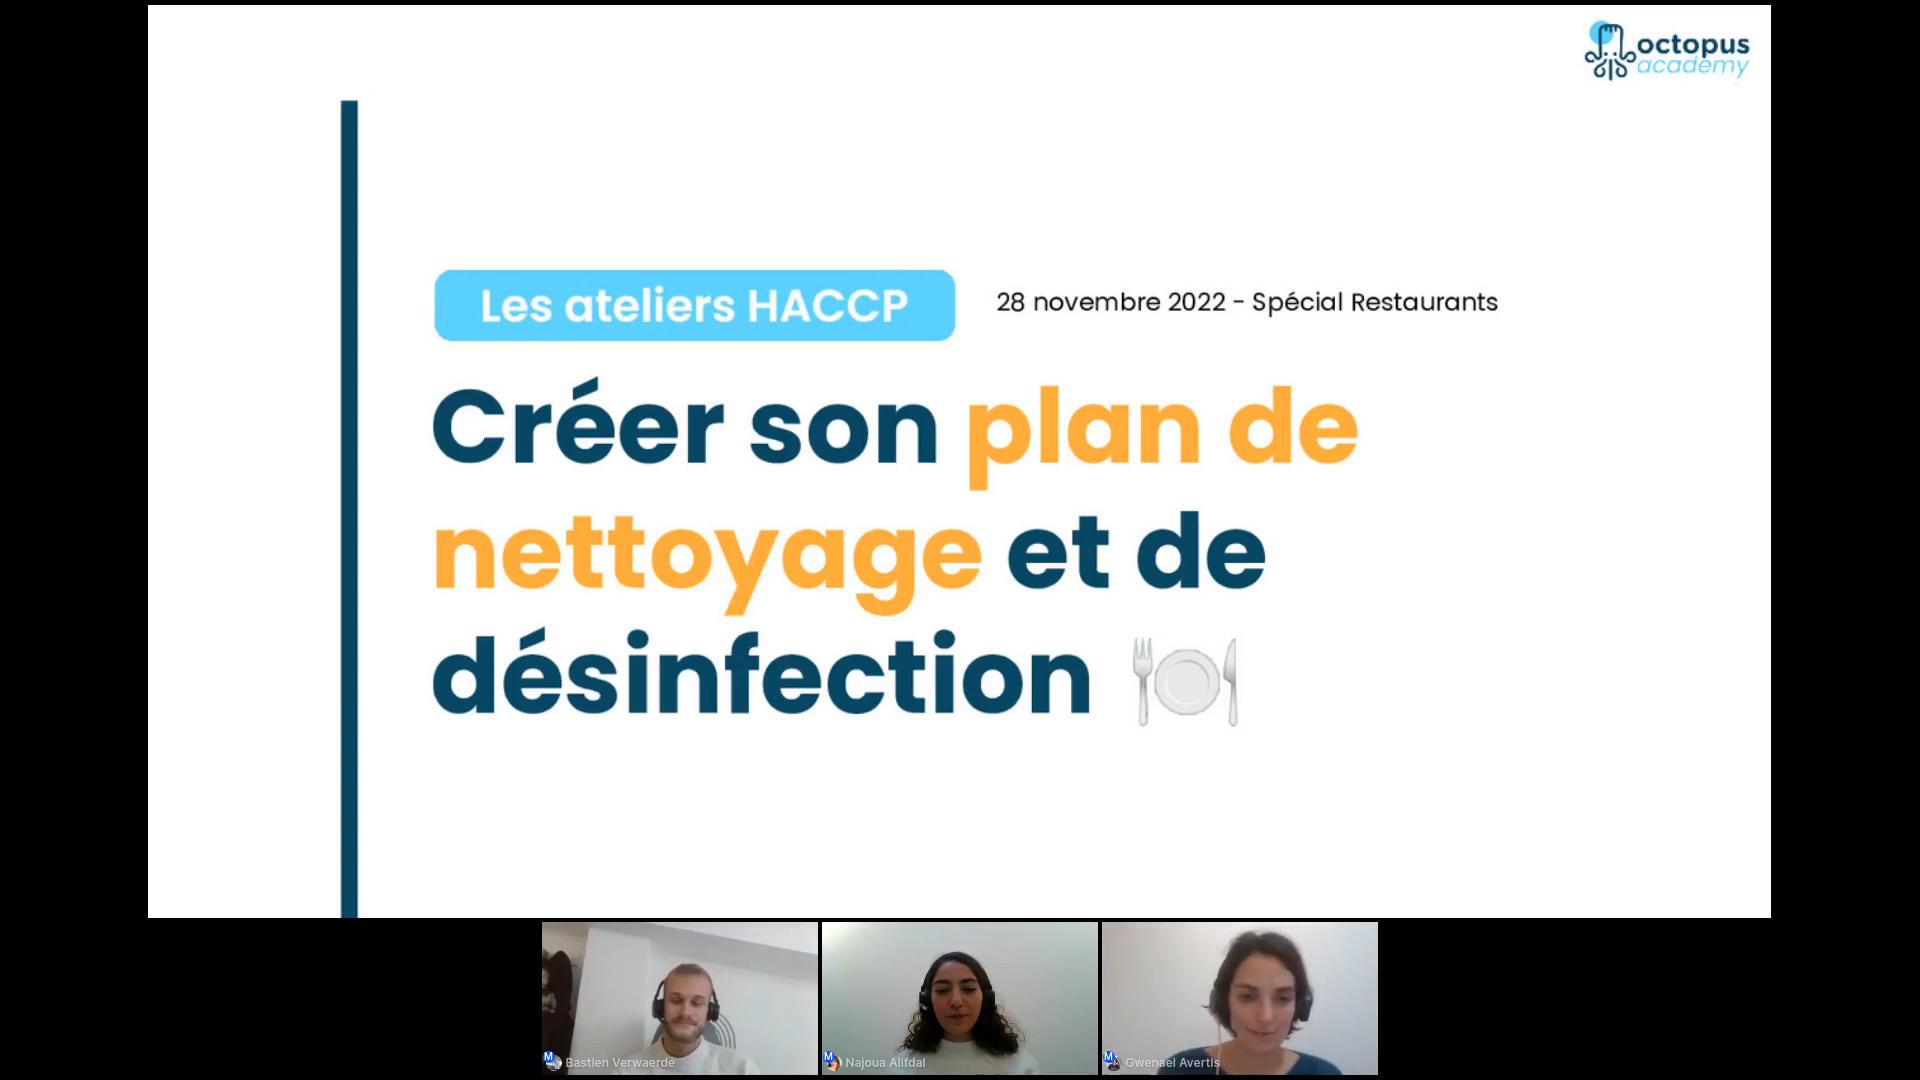 octopus
academy
Les ateliers HACCP
28 novembre 2022 - Spécial Restaurants
Créer son plan de
nettoyage et de
désinfection
M Bastien Verwaerde
M Najoua Alifdal
M Gwenael Avertis